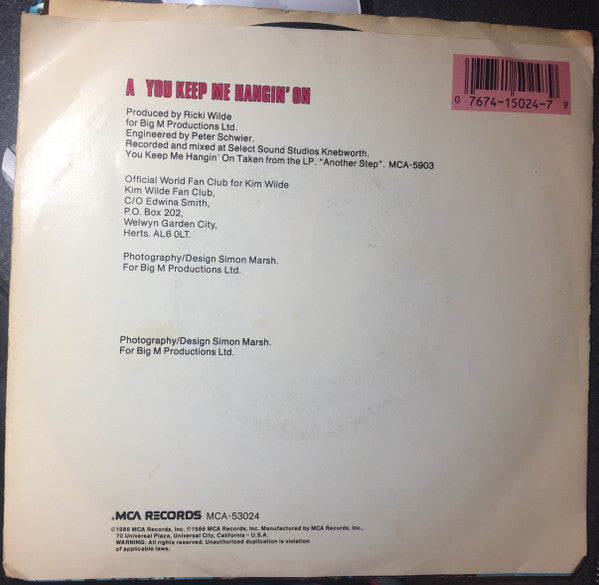 A YOU KEEP ME HANGIN' ON
0 7674-15024-7 9
Produced by Ricki Wilde
for Big M Productions Ltd.
Engineered by Peter Schwier.
Recorded and mixed at Select Sound Studios Knebworth.
You Keep Me Hangin' On Taken from the LP. "Another Step". MCA-5903
Official World Fan Club for Kim Wilde
Kim Wilde Fan Club,
C/O Edwina Smith,
P.O. Box 202,
Welwyn Garden City,
Herts. AL6 0LT.
Photography/Design Simon Marsh.
For Big M Productions Ltd.
Photography/Design Simon Marsh.
For Big M Productions Ltd.
MCA RECORDS MCA-53024
©1986 MCA Records, Inc. ℗1986 MCA Records, Inc. Manufactured by MCA Records, Inc.,
70 Universal Plaza, Universal City, California - U.S.A.
WARNING: All rights reserved. Unauthorized duplication is violation
of applicable laws.